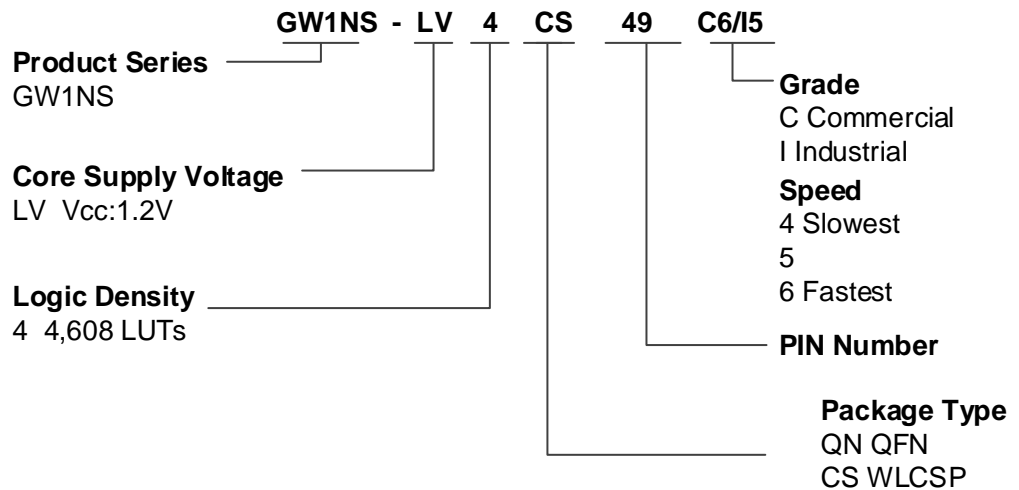 GW1NS - LV 4 CS 49 C6/I5
Product Series
GW1NS
Core Supply Voltage
LV Vcc:1.2V
Logic Density
4 4,608 LUTs
Grade
C Commercial
I Industrial
Speed
4 Slowest
5
6 Fastest
PIN Number
Package Type
QN QFN
CS WLCSP